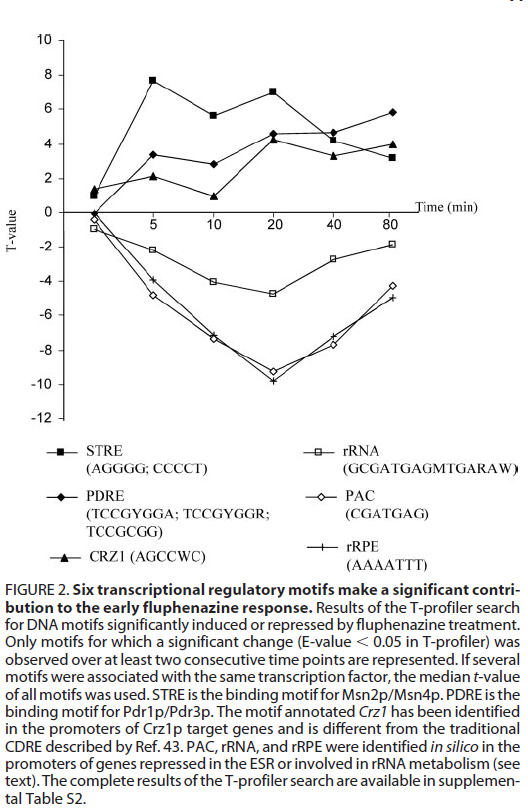 10
8
6
4
2
0
-2
-4
-6
-8
-10
-12
T-value
Time (min)
5 10 20 40 80
STRE
(AGGGG; CCCCT)
PDRE
(TCCGYGGA; TCCGYGGR;
TCCGCGG)
CRZ1 (AGCCWC)
rRNA
(GCGATGAGMTGARAW)
PAC
(CGATGAG)
rRPE
(AAAATTT)
FIGURE 2. Six transcriptional regulatory motifs make a significant contri-
bution to the early fluphenazine response. Results of the T-profiler search
for DNA motifs significantly induced or repressed by fluphenazine treatment.
Only motifs for which a significant change (E-value < 0.05 in T-profiler) was
observed over at least two consecutive time points are represented. If several
motifs were associated with the same transcription factor, the median t-value
of all motifs was used. STRE is the binding motif for Msn2p/Msn4p. PDRE is the
binding motif for Pdr1p/Pdr3p. The motif annotated Crz1 has been identified
in the promoters of Crz1p target genes and is different from the traditional
CDRE described by Ref. 43. PAC, rRNA, and rRPE were identified in silico in the
promoters of genes repressed in the ESR or involved in rRNA metabolism (see
text). The complete results of the T-profiler search are available in supplemen-
tal Table S2.